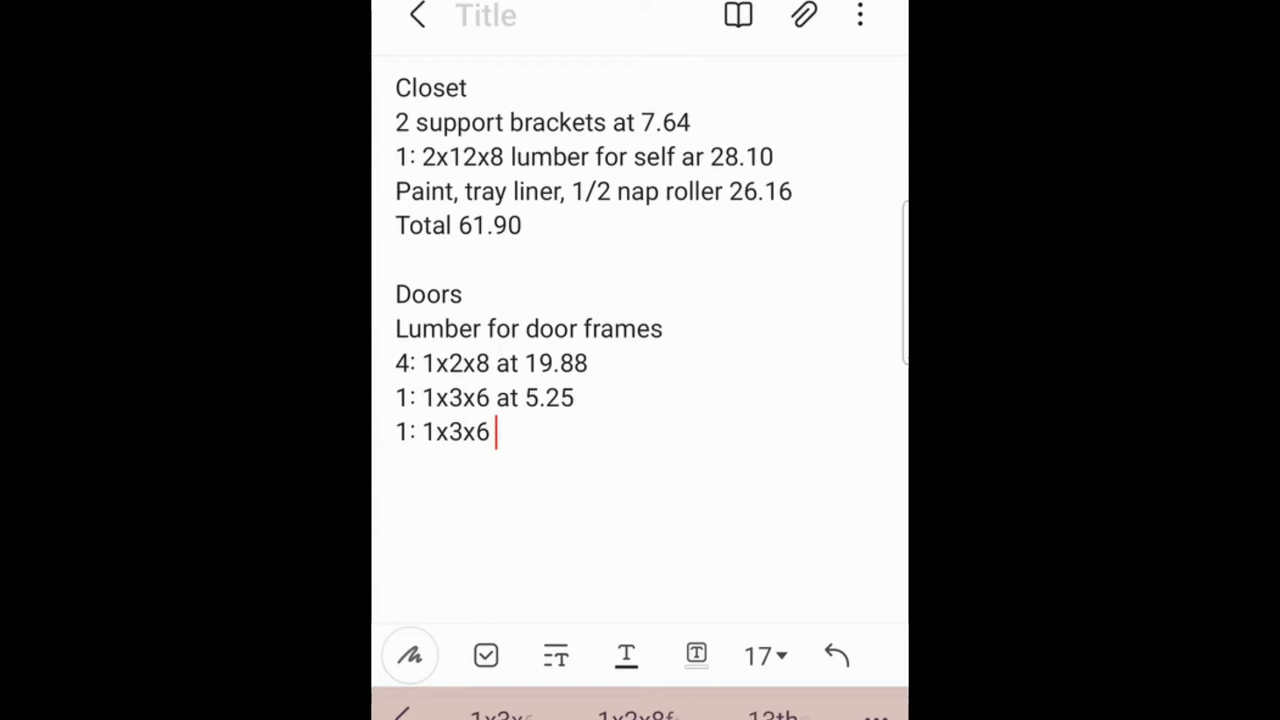 Title
Closet
2 support brackets at 7.64
1: 2x12x8 lumber for self ar 28.10
Paint, tray liner, 1/2 nap roller 26.16
Total 61.90
Doors
Lumber for door frames
4: 1x2x8 at 19.88
1: 1x3x6 at 5.25
1: 1x3x6
17
13th